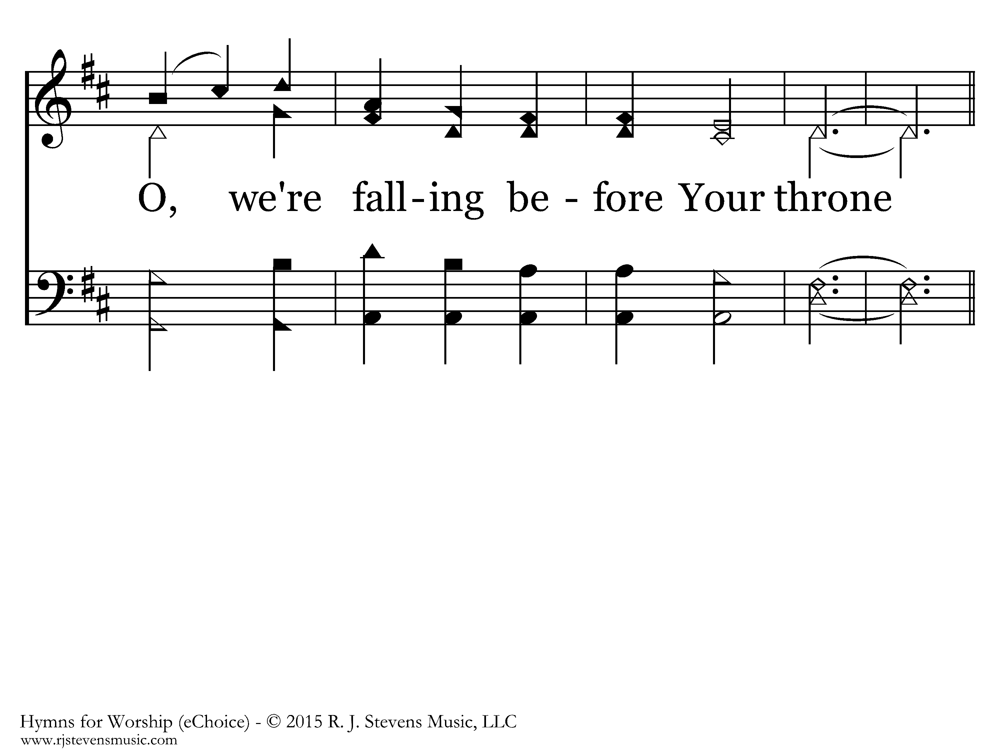 O, we're fall-ing be - fore Your throne
Hymns for Worship (eChoice) - © 2015 R. J. Stevens Music, LLC
www.rjstevensmusic.com